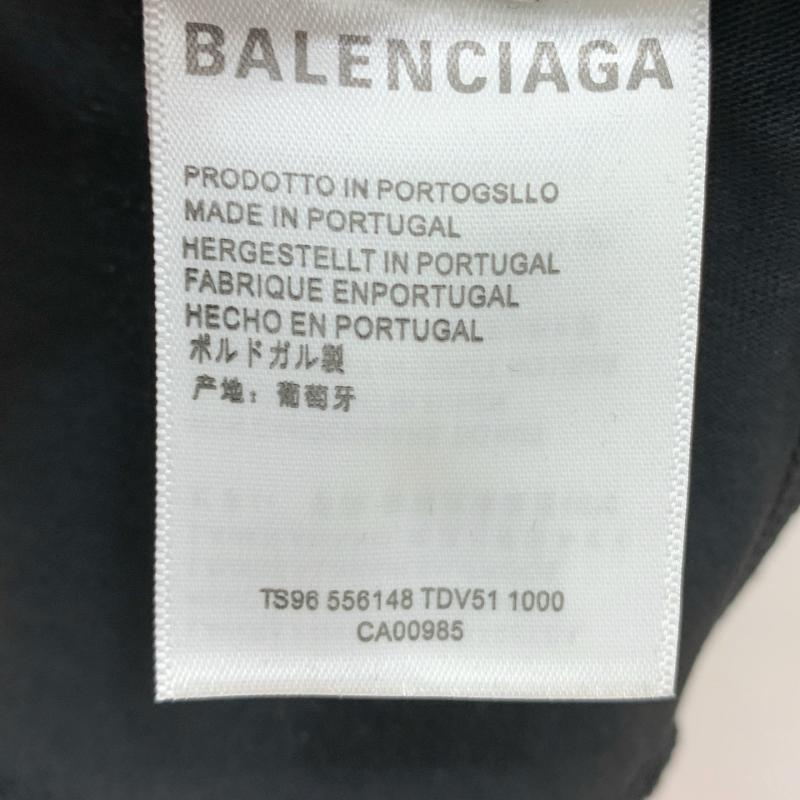 BALENCIAGA
PRODOTTO IN PORTOGSLLO
MADE IN PORTUGAL
HERGESTELLT IN PORTUGAL
FABRIQUE ENPORTUGAL
HECHO EN PORTUGAL
ポルドガル製
产地：葡萄牙
TS96 556148 TDV51 1000
CA00985